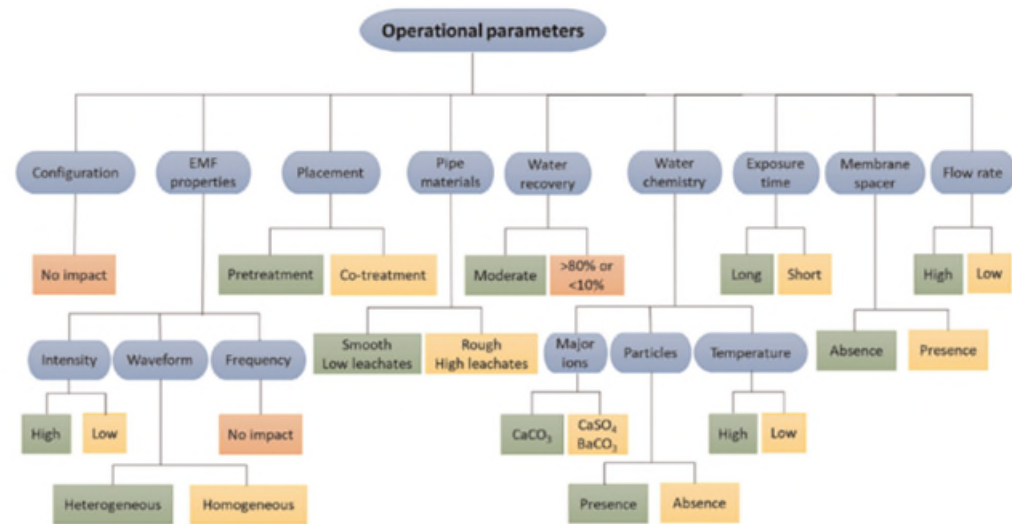 Operational parameters
Configuration
EMF
properties
Placement
Pipe
materials
Water
recovery
Water
chemistry
Exposure
time
Membrane
spacer
Flow rate
No impact
Pretreatment
Co-treatment
Moderate
>80% or
<10%
Long
Short
High
Low
Intensity
Waveform
Frequency
Smooth
Low leachates
Rough
High leachates
Major
ions
Particles
Temperature
Absence
Presence
High
Low
No impact
CaCO₃
CaSO₄
BaCO₃
High
Low
Heterogeneous
Homogeneous
Presence
Absence